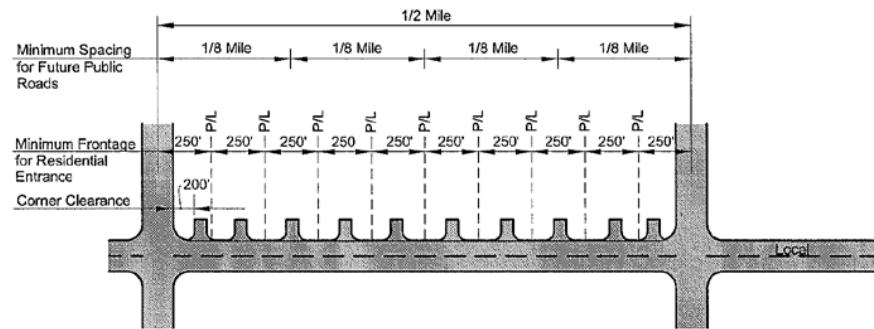 1/2 Mile
Minimum Spacing
for Future Public
Roads
1/8 Mile
1/8 Mile
1/8 Mile
1/8 Mile
P/L
P/L
P/L
P/L
P/L
P/L
P/L
P/L
P/L
Minimum Frontage
for Residential
Entrance
250'
250'
250'
250
250'
250'
250'
250'
250'
250'
200'
Corner Clearance
Local